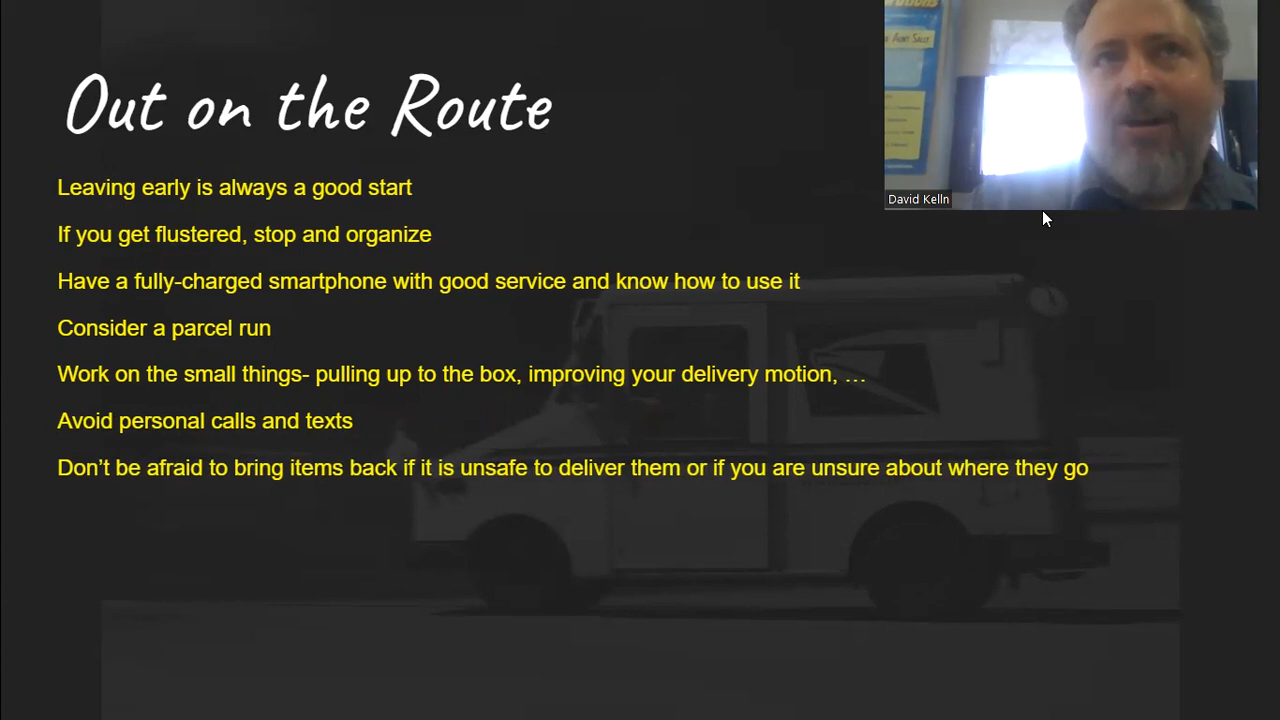 Out on the Route
Leaving early is always a good start
If you get flustered, stop and organize
Have a fully-charged smartphone with good service and know how to use it
Consider a parcel run
Work on the small things- pulling up to the box, improving your delivery motion, …
Avoid personal calls and texts
Don’t be afraid to bring items back if it is unsafe to deliver them or if you are unsure about where they go
David Kelln